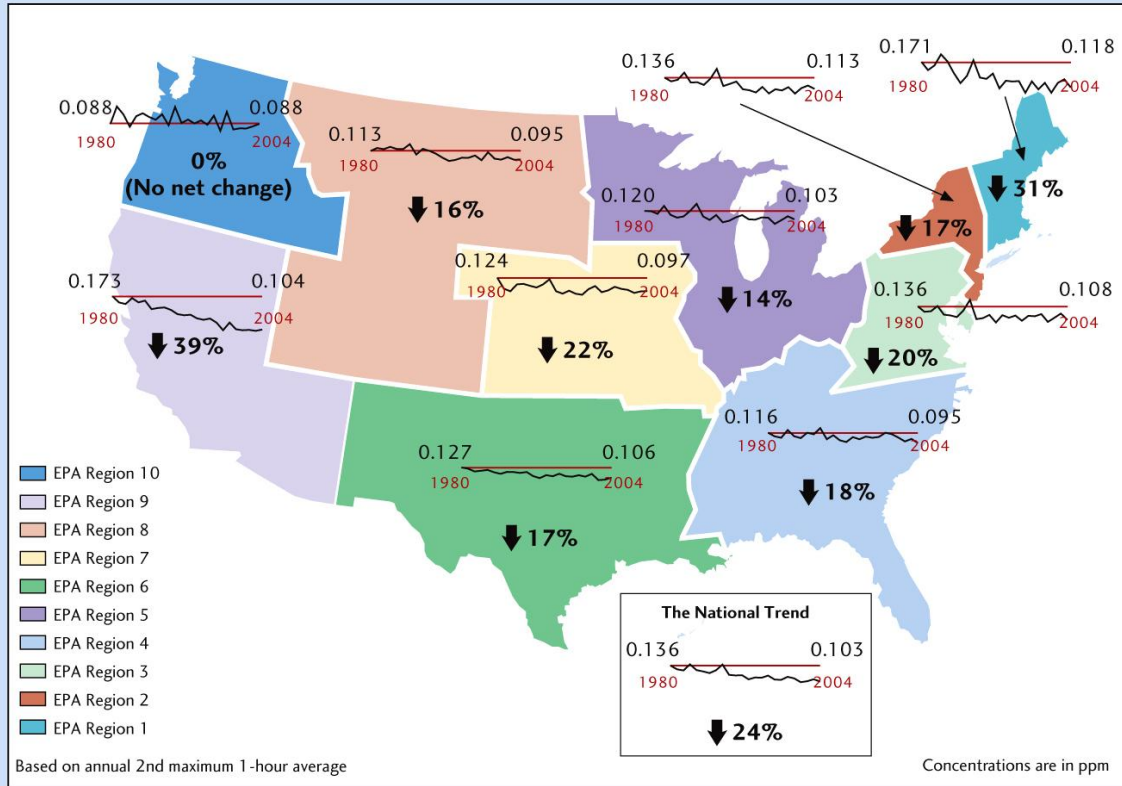 0.136 0.113
1980 2004
0.171 0.118
1980 2004
0.088 0.088
1980 2004
0%
(No net change)
0.113 0.095
1980 2004
16%
0.120 0.103
1980 2004
14%
17%
31%
0.173 0.104
1980 2004
39%
0.124 0.097
1980 2004
22%
0.136 0.108
1980 2004
20%
0.127 0.106
1980 2004
17%
0.116 0.095
1980 2004
18%
EPA Region 10
EPA Region 9
EPA Region 8
EPA Region 7
EPA Region 6
EPA Region 5
EPA Region 4
EPA Region 3
EPA Region 2
EPA Region 1
The National Trend
0.136 0.103
1980 2004
24%
Based on annual 2nd maximum 1-hour average
Concentrations are in ppm